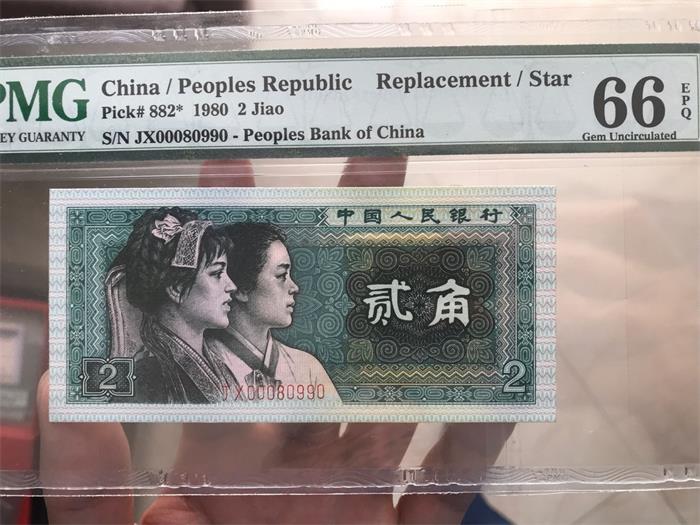 PMG
EY GUARANTY
China / Peoples Republic Replacement / Star
Pick# 882* 1980 2 Jiao
S/N JX00080990 - Peoples Bank of China
66
EPQ
Gem Uncirculated
中国人民银行
贰角
2
JX00080990
2